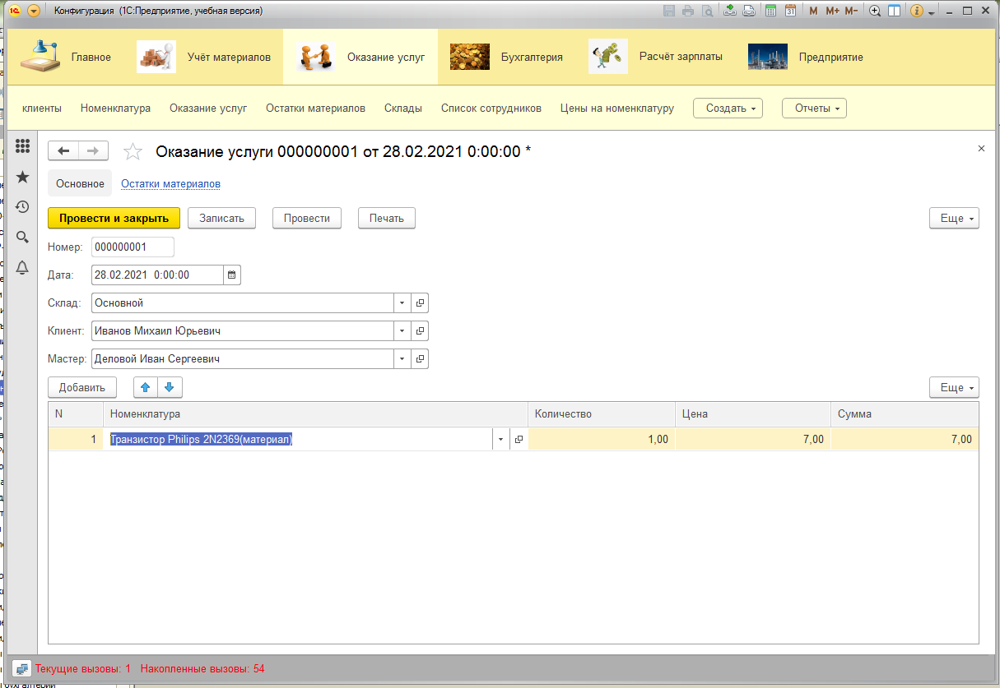 Конфигурация (1С:Предприятие, учебная версия)
31 M M+ M-
Главное Учёт материалов Оказание услуг Бухгалтерия Расчёт зарплаты Предприятие
клиенты Номенклатура Оказание услуг Остатки материалов Склады Список сотрудников Цены на номенклатуру Создать Отчеты
Оказание услуги 000000001 от 28.02.2021 0:00:00 *
Основное Остатки материалов
Провести и закрыть Записать Провести Печать Еще
Номер: 000000001
Дата: 28.02.2021 0:00:00
Склад: Основной
Клиент: Иванов Михаил Юрьевич
Мастер: Деловой Иван Сергеевич
Добавить Еще
N Номенклатура Количество Цена Сумма
1 Транзистор Philips 2N2369(материал) 1,00 7,00 7,00
Текущие вызовы: 1 Накопленные вызовы: 54